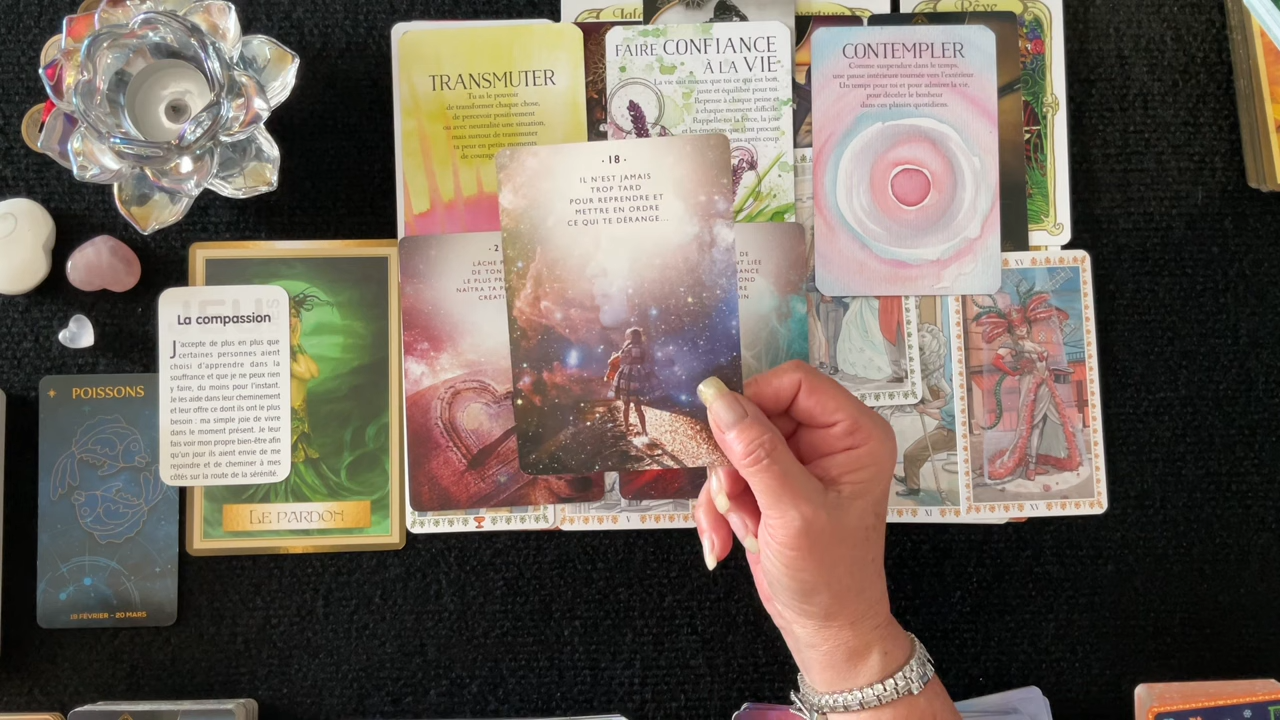 Rêve
TRANSMUTER
Tu as le pouvoir
de transformer chaque chose,
de percevoir positivement
ou avec neutralité une situation,
mais surtout de transmuter
ta peur en petits moments
de courage
FAIRE CONFIANCE
À LA VIE
La vie sait mieux que toi ce qui est bon,
juste et équilibré pour toi.
Repense à chaque peine et
à chaque moment difficile.
Rappelle-toi la force, la joie
et les émotions que t'ont procuré
après coup.
CONTEMPLER
Comme suspendue dans le temps,
une pause intérieure tournée vers l'extérieur.
Un temps pour toi et pour admirer la vie,
pour déceler le bonheur
dans ces plaisirs quotidiens.
· 18 ·
IL N'EST JAMAIS
TROP TARD
POUR REPRENDRE ET
METTRE EN ORDRE
CE QUI TE DÉRANGE...
· 2
LÂCHE
DE TON
LE PLUS
NAÎTRA TA
DE
La compassion
J'accepte de plus en plus que
certaines personnes aient
choisi d'apprendre dans la
souffrance et que je ne peux rien
y faire, du moins pour l'instant.
Je les aide dans leur cheminement
et leur offre ce dont ils ont le plus
besoin : ma simple joie de vivre
dans le moment présent. Je leur
fais voir mon propre bien-être afin
qu'un jour ils aient envie de me
rejoindre et de cheminer à mes
côtés sur la route de la sérénité.
LE PARDON
POISSONS
19 FÉVRIER – 20 MARS
XV
V
XI
XV